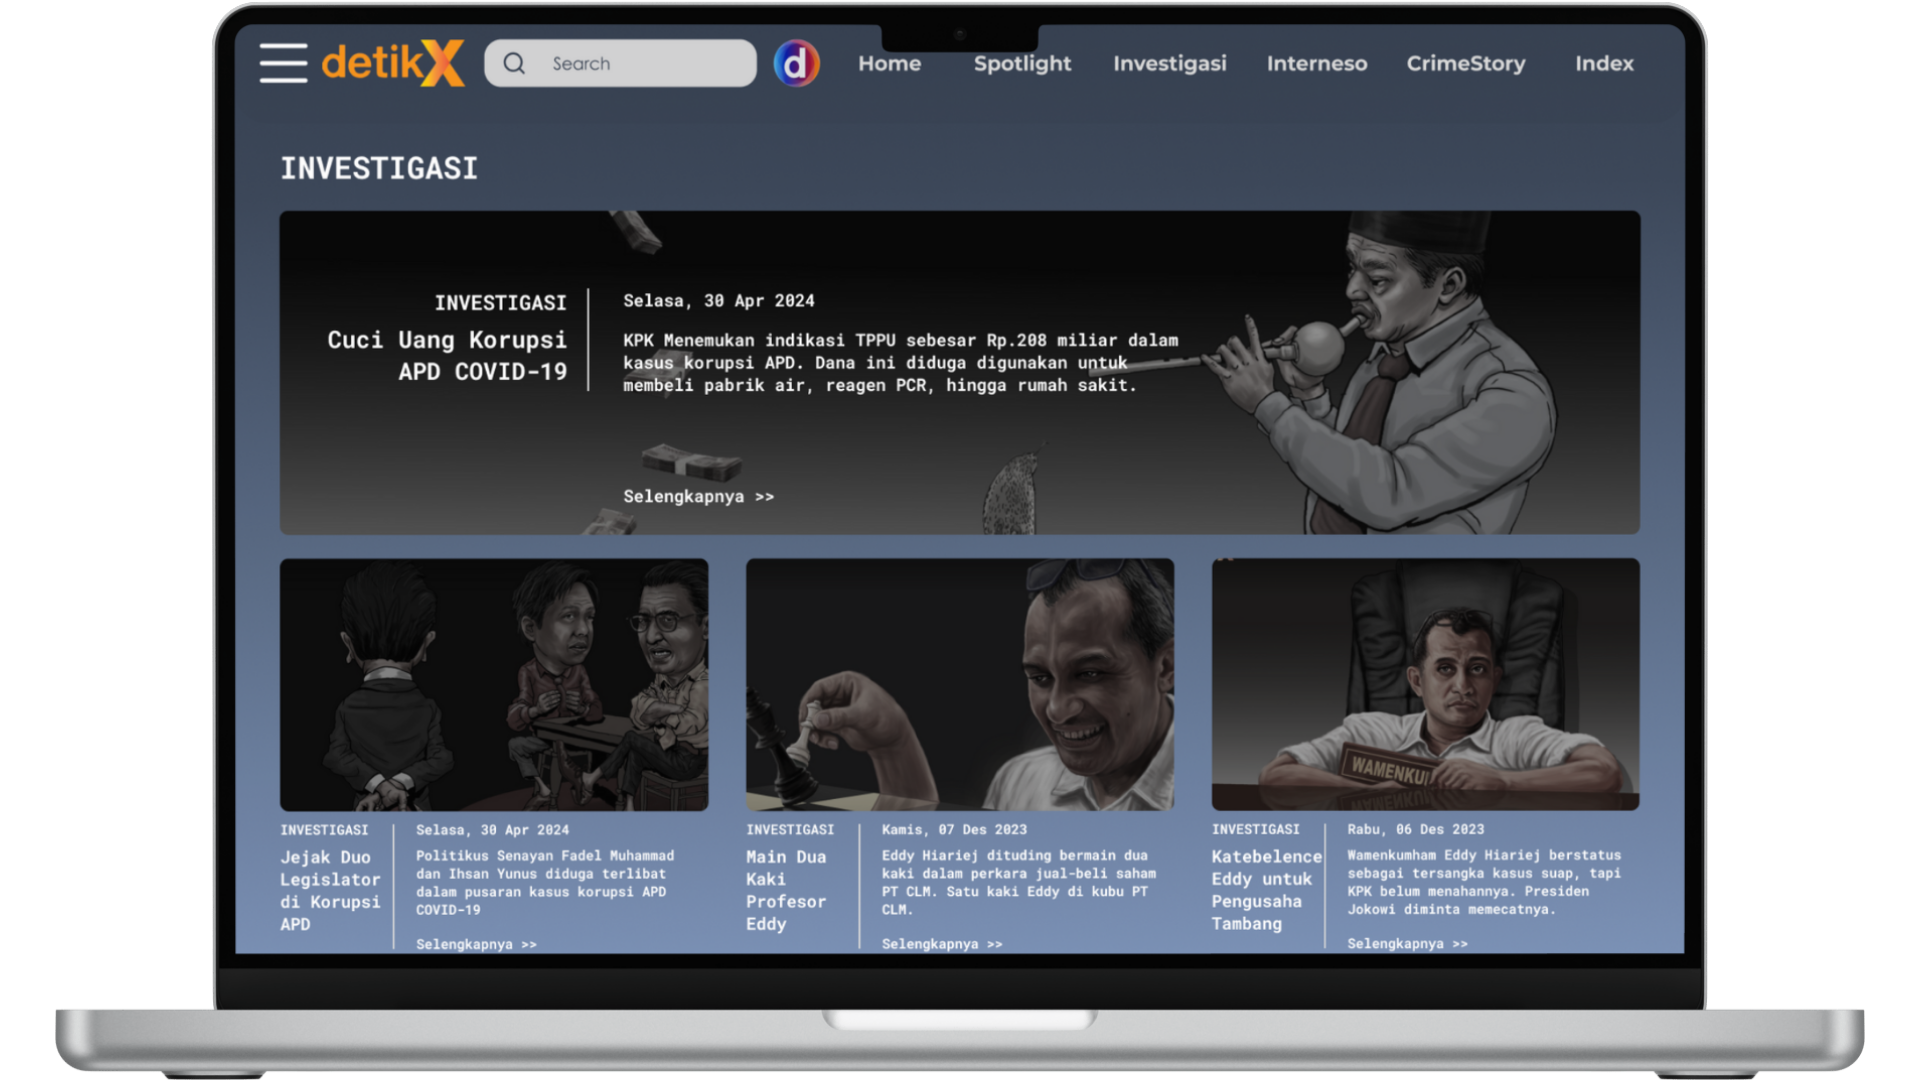 detikX
Search
d
Home Spotlight Investigasi Interneso CrimeStory Index
INVESTIGASI
INVESTIGASI
Cuci Uang Korupsi
APD COVID-19
Selasa, 30 Apr 2024
KPK Menemukan indikasi TPPU sebesar Rp.208 miliar dalam
kasus korupsi APD. Dana ini diduga digunakan untuk
membeli pabrik air, reagen PCR, hingga rumah sakit.
Selengkapnya >>
INVESTIGASI
Jejak Duo
Legislator
di Korupsi
APD
Selasa, 30 Apr 2024
Politikus Senayan Fadel Muhammad
dan Ihsan Yunus diduga terlibat
dalam pusaran kasus korupsi APD
COVID-19
Selengkapnya >>
INVESTIGASI
Main Dua
Kaki
Profesor
Eddy
Kamis, 07 Des 2023
Eddy Hiariej dituding bermain dua
kaki dalam perkara jual-beli saham
PT CLM. Satu kaki Eddy di kubu PT
CLM.
Selengkapnya >>
WAMENKU
INVESTIGASI
Katebelence
Eddy untuk
Pengusaha
Tambang
Rabu, 06 Des 2023
Wamenkumham Eddy Hiariej berstatus
sebagai tersangka kasus suap, tapi
KPK belum menahannya. Presiden
Jokowi diminta memecatnya.
Selengkapnya >>